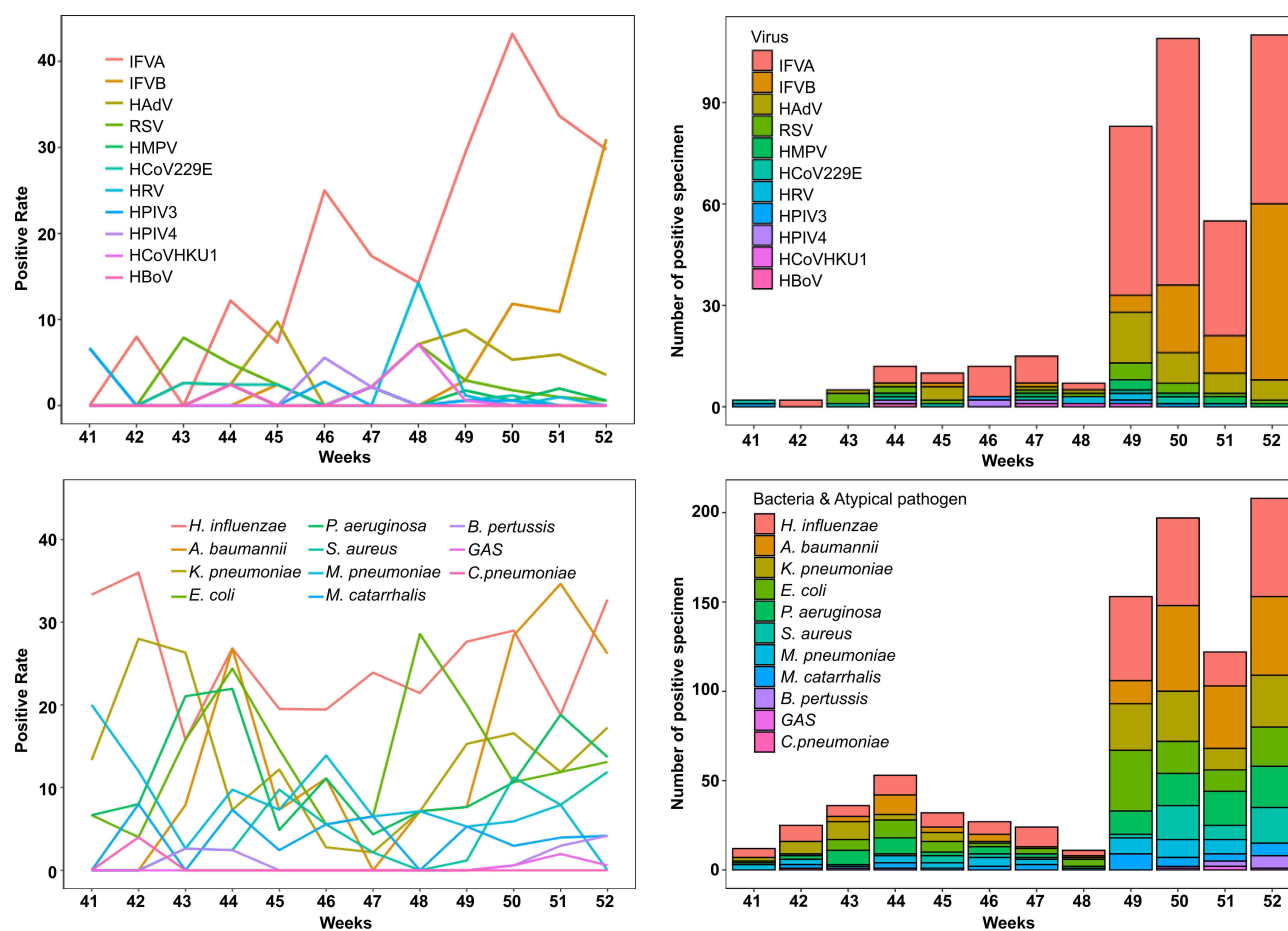 Positive Rate
40
30
20
10
0
IFVA
IFVB
HAdV
RSV
HMPV
HCoV229E
HRV
HPIV3
HPIV4
HCoVHKU1
HBoV
41 42 43 44 45 46 47 48 49 50 51 52
Weeks
Number of positive specimen
90
60
30
0
Virus
IFVA
IFVB
HAdV
RSV
HMPV
HCoV229E
HRV
HPIV3
HPIV4
HCoVHKU1
HBoV
41 42 43 44 45 46 47 48 49 50 51 52
Weeks
Positive Rate
40
30
20
10
0
H. influenzae P. aeruginosa B. pertussis
A. baumannii S. aureus GAS
K. pneumoniae M. pneumoniae C.pneumoniae
E. coli M. catarrhalis
41 42 43 44 45 46 47 48 49 50 51 52
Weeks
Number of positive specimen
200
150
100
50
0
Bacteria & Atypical pathogen
H. influenzae
A. baumannii
K. pneumoniae
E. coli
P. aeruginosa
S. aureus
M. pneumoniae
M. catarrhalis
B. pertussis
GAS
C.pneumoniae
41 42 43 44 45 46 47 48 49 50 51 52
Weeks